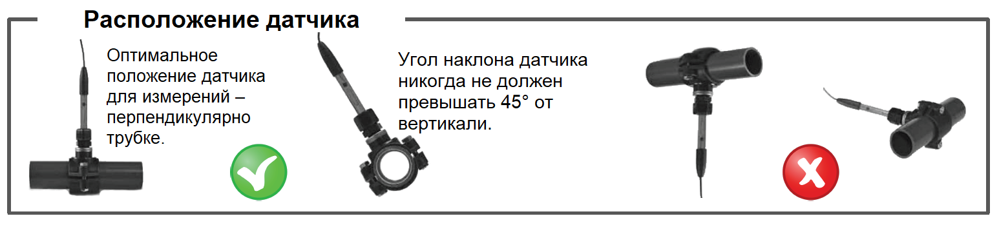 Расположение датчика
Оптимальное
положение датчика
для измерений –
перпендикулярно
трубке.
Угол наклона датчика
никогда не должен
превышать 45° от
вертикали.